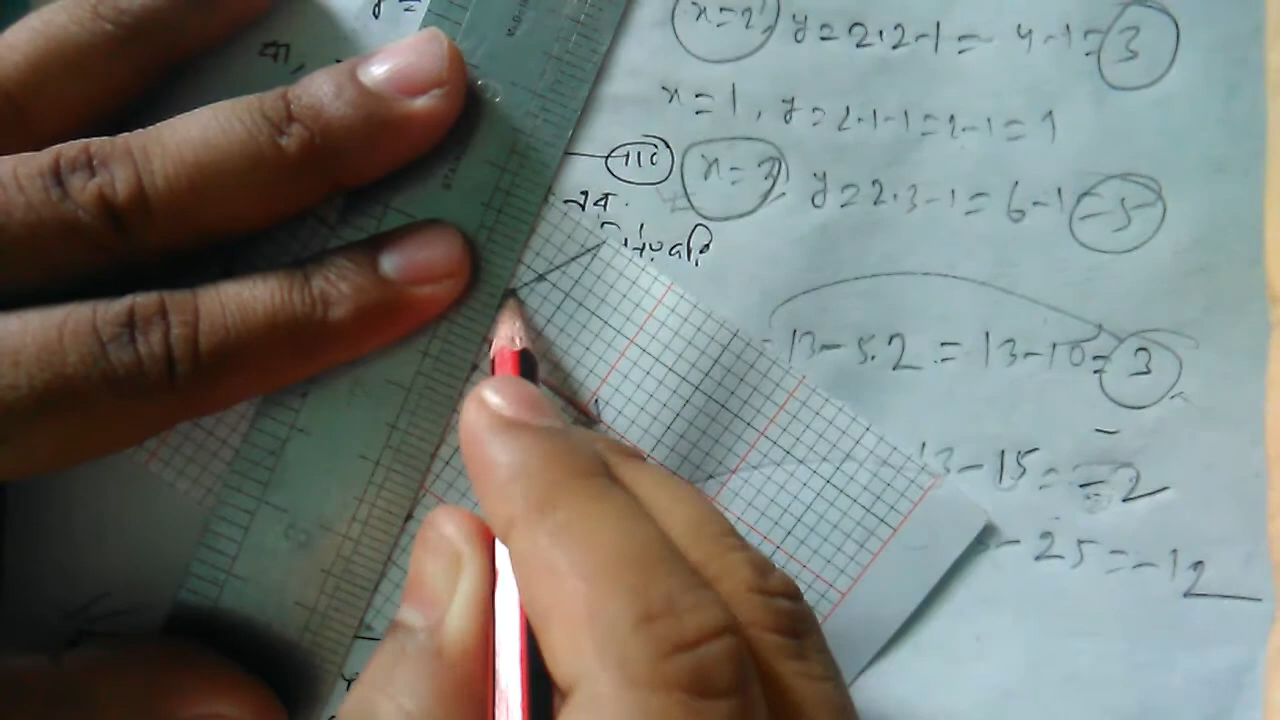 y =
বা,
x=2, y=2.2-1=4-1=3
x=1, y=2.1-1=2-1=1
x=3, y=2.3-1=6-1=5
13-5.2=13-10=3
13-15=-2
-25=-12